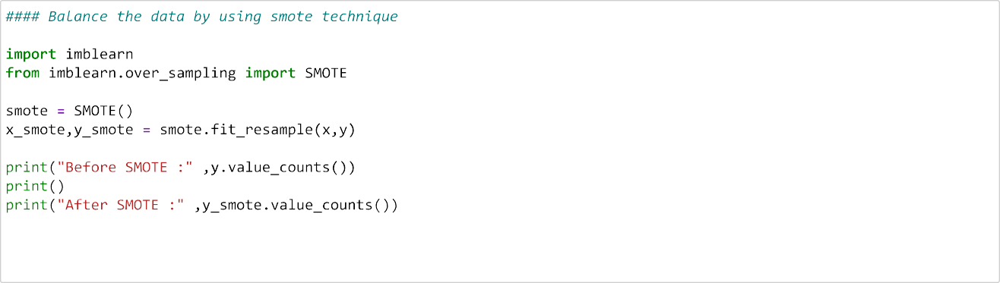 #### Balance the data by using smote technique
import imblearn
from imblearn.over_sampling import SMOTE
smote = SMOTE()
x_smote,y_smote = smote.fit_resample(x,y)
print("Before SMOTE :" ,y.value_counts())
print()
print("After SMOTE :" ,y_smote.value_counts())